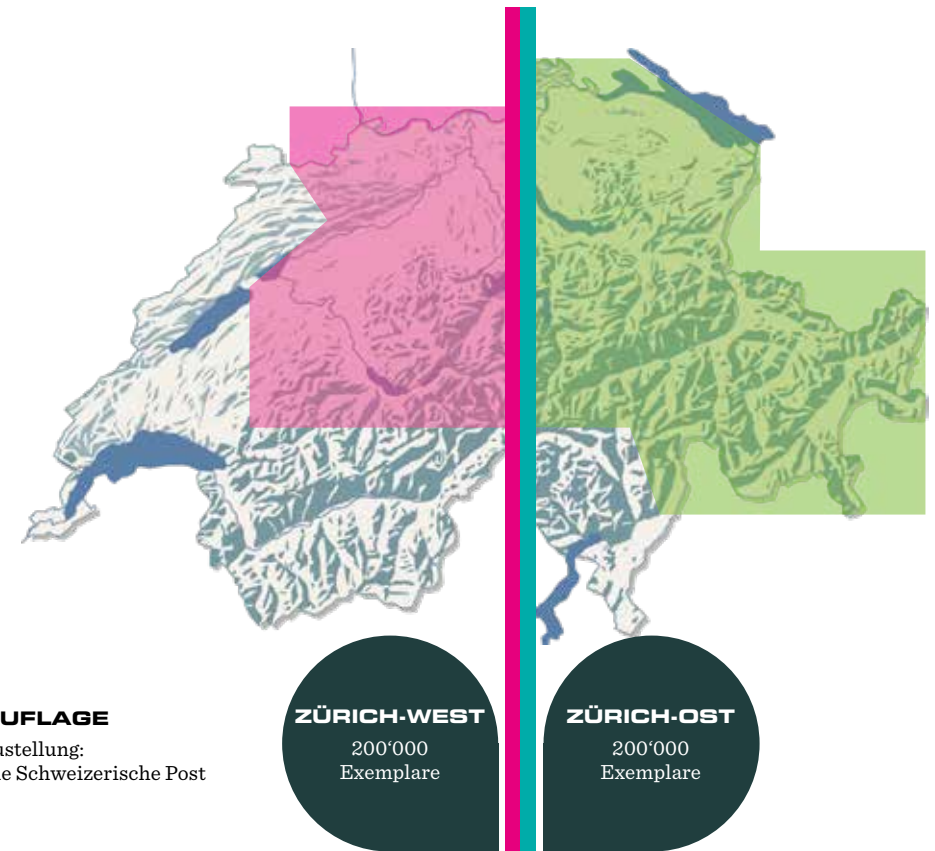 UFLAGE
ustellung:
e Schweizerische Post
ZÜRICH-WEST
200‘000
Exemplare
ZÜRICH-OST
200‘000
Exemplare